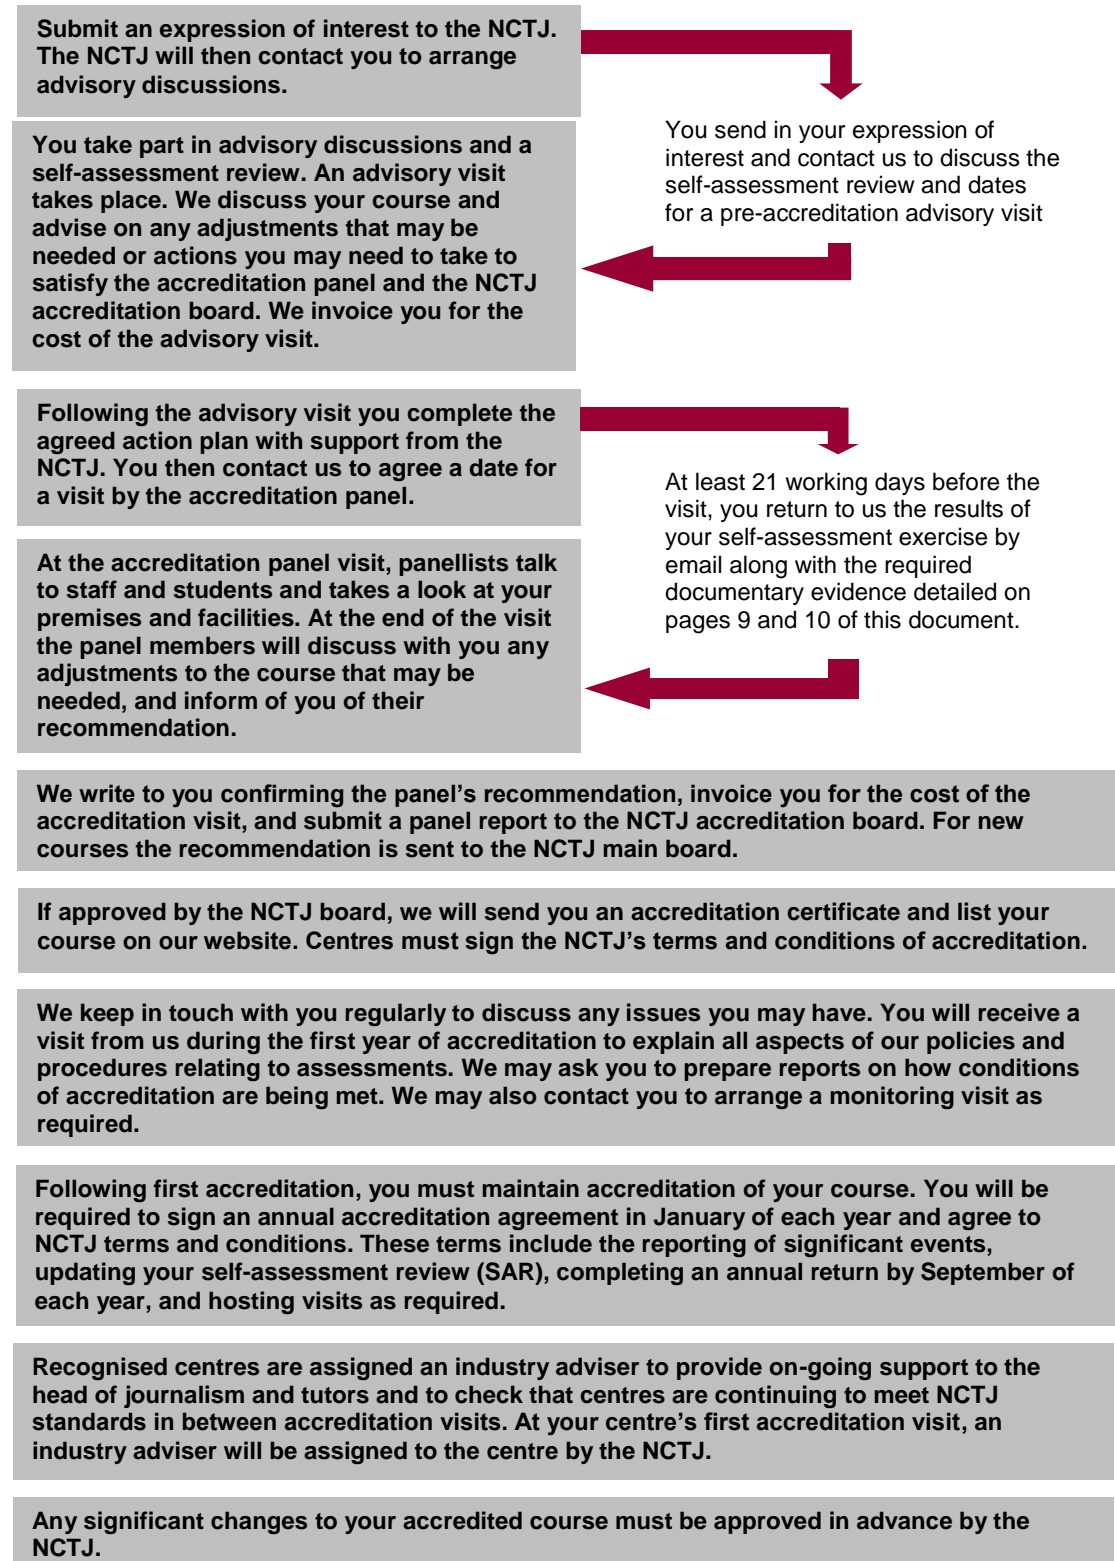 Submit an expression of interest to the NCTJ.
The NCTJ will then contact you to arrange
advisory discussions.
You send in your expression of
interest and contact us to discuss the
self-assessment review and dates
for a pre-accreditation advisory visit
You take part in advisory discussions and a
self-assessment review. An advisory visit
takes place. We discuss your course and
advise on any adjustments that may be
needed or actions you may need to take to
satisfy the accreditation panel and the NCTJ
accreditation board. We invoice you for the
cost of the advisory visit.
Following the advisory visit you complete the
agreed action plan with support from the
NCTJ. You then contact us to agree a date for
a visit by the accreditation panel.
At least 21 working days before the
visit, you return to us the results of
your self-assessment exercise by
email along with the required
documentary evidence detailed on
pages 9 and 10 of this document.
At the accreditation panel visit, panellists talk
to staff and students and takes a look at your
premises and facilities. At the end of the visit
the panel members will discuss with you any
adjustments to the course that may be
needed, and inform of you of their
recommendation.
We write to you confirming the panel's recommendation, invoice you for the cost of the
accreditation visit, and submit a panel report to the NCTJ accreditation board. For new
courses the recommendation is sent to the NCTJ main board.
If approved by the NCTJ board, we will send you an accreditation certificate and list your
course on our website. Centres must sign the NCTJ's terms and conditions of accreditation.
We keep in touch with you regularly to discuss any issues you may have. You will receive a
visit from us during the first year of accreditation to explain all aspects of our policies and
procedures relating to assessments. We may ask you to prepare reports on how conditions
of accreditation are being met. We may also contact you to arrange a monitoring visit as
required.
Following first accreditation, you must maintain accreditation of your course. You will be
required to sign an annual accreditation agreement in January of each year and agree to
NCTJ terms and conditions. These terms include the reporting of significant events,
updating your self-assessment review (SAR), completing an annual return by September of
each year, and hosting visits as required.
Recognised centres are assigned an industry adviser to provide on-going support to the
head of journalism and tutors and to check that centres are continuing to meet NCTJ
standards in between accreditation visits. At your centre's first accreditation visit, an
industry adviser will be assigned to the centre by the NCTJ.
Any significant changes to your accredited course must be approved in advance by the
NCTJ.